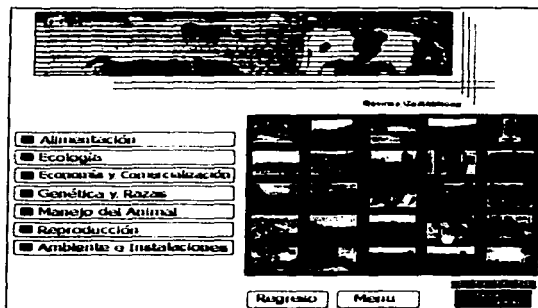 Alimentación
Ecología
Economía y Comercialización
Genética y Razas
Manejo del Animal
Reproducción
Ambiente e Instalaciones
Regreso Menu